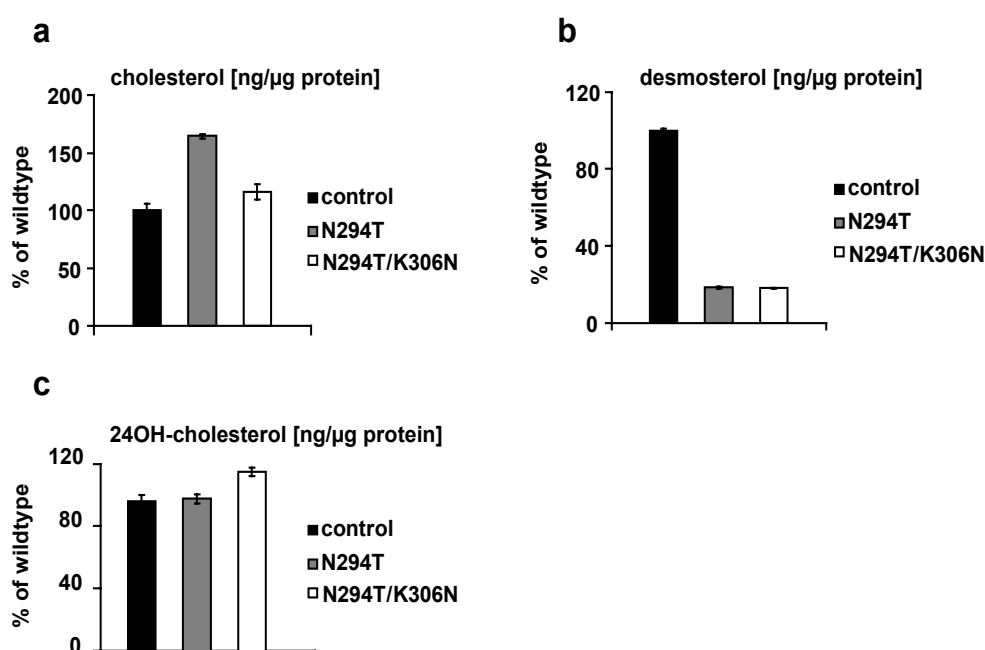 a
cholesterol [ng/µg protein]
% of wildtype
200
150
100
50
0
control
N294T
N294T/K306N
b
desmosterol [ng/µg protein]
% of wildtype
120
80
40
0
control
N294T
N294T/K306N
c
24OH-cholesterol [ng/µg protein]
% of wildtype
120
80
40
0
control
N294T
N294T/K306N